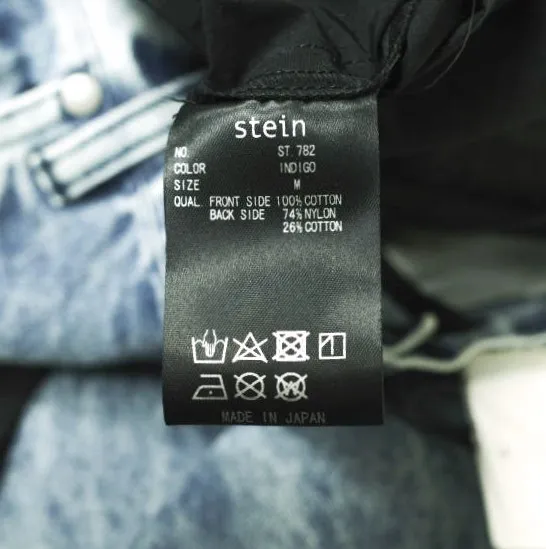 stein
NO. ST.782
COLOR INDIGO
SIZE M
QUAL FRONT SIDE 100% COTTON
BACK SIDE 74% NYLON
26% COTTON
MADE IN JAPAN